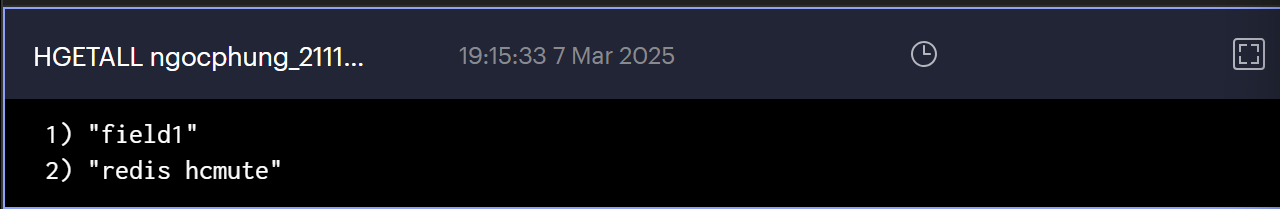 HGETALL ngocphung_2111... 19:15:33 7 Mar 2025
1) "field1"
2) "redis hcmute"